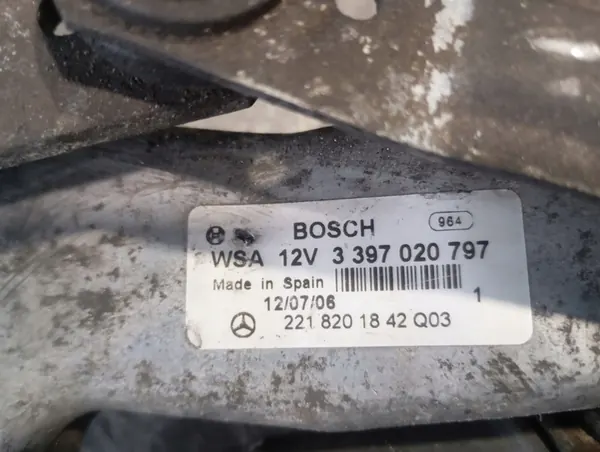 BOSCH 964
WSA 12V 3 397 020 797
Made in Spain
12/07/06 1
221 820 18 42 Q03